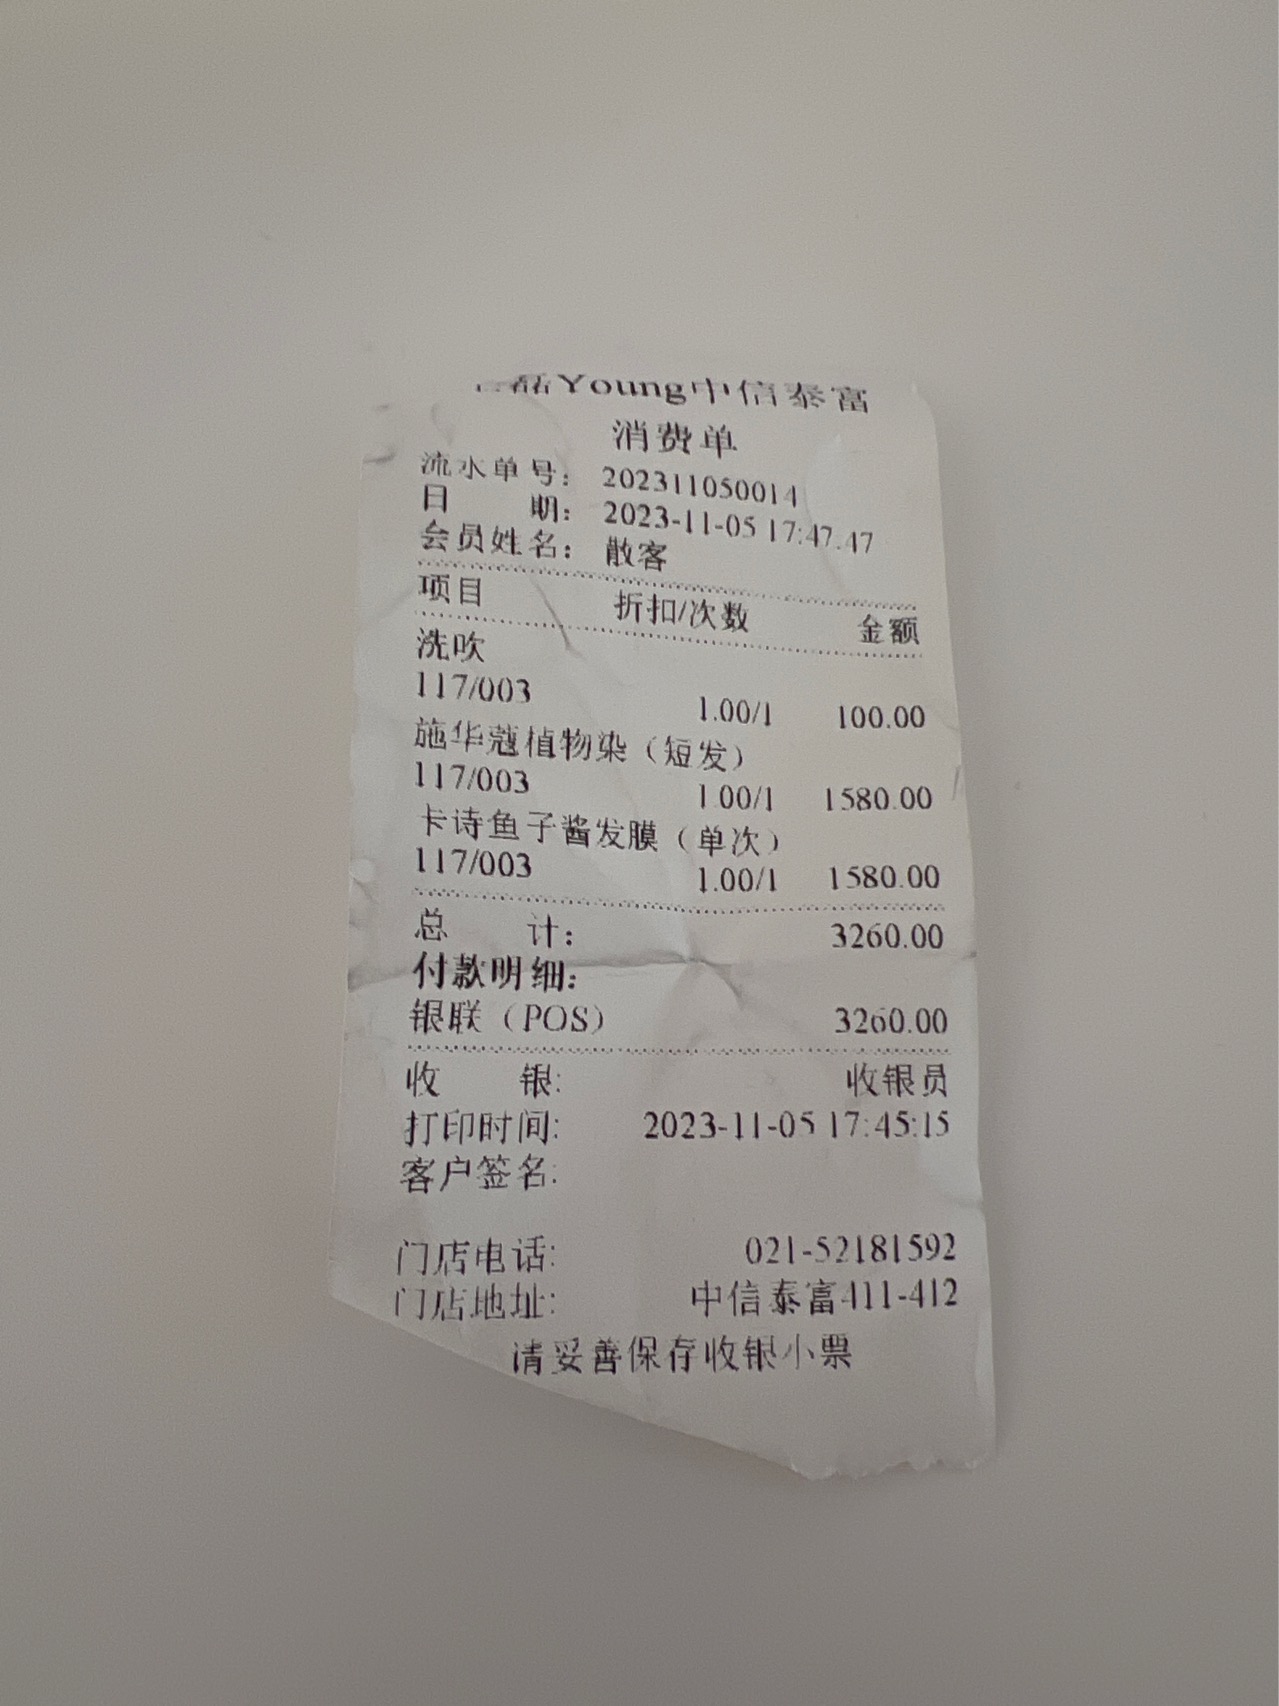 磊Young中信泰富
消费单
流水单号： 202311050014
日 期： 2023-11-05 17:47:47
会员姓名： 散客
项目 折扣/次数 金额
洗吹
117/003 1.00/1 100.00
施华蔻植物染（短发）
117/003 1.00/1 1580.00
卡诗鱼子酱发膜（单次）
117/003 1.00/1 1580.00
总 计： 3260.00
付款明细：
银联（POS） 3260.00
收 银: 收银员
打印时间: 2023-11-05 17:45:15
客户签名:
门店电话: 021-52181592
门店地址: 中信泰富411-412
请妥善保存收银小票